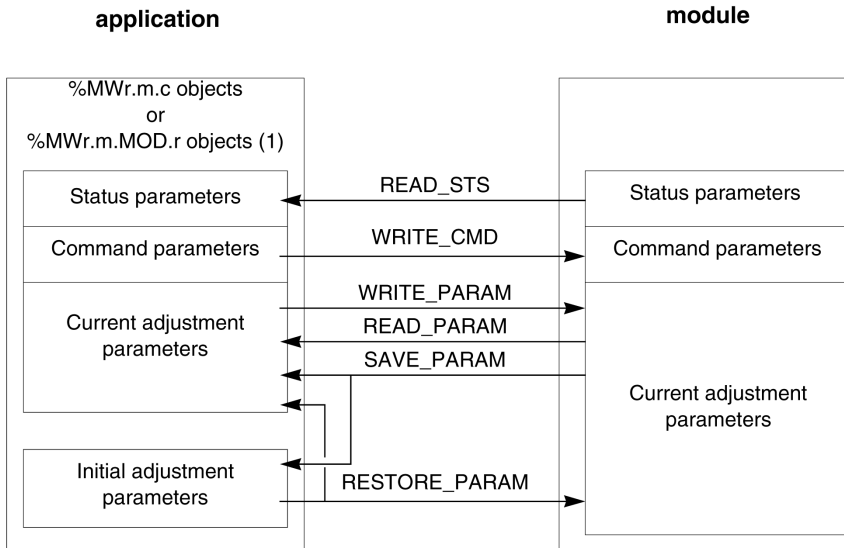 application
module
%MWr.m.c objects
or
%MWr.m.MOD.r objects (1)
Status parameters
READ_STS
Status parameters
Command parameters
WRITE_CMD
Command parameters
WRITE_PARAM
Current adjustment
parameters
READ_PARAM
SAVE_PARAM
Current adjustment
parameters
Initial adjustment
parameters
RESTORE_PARAM